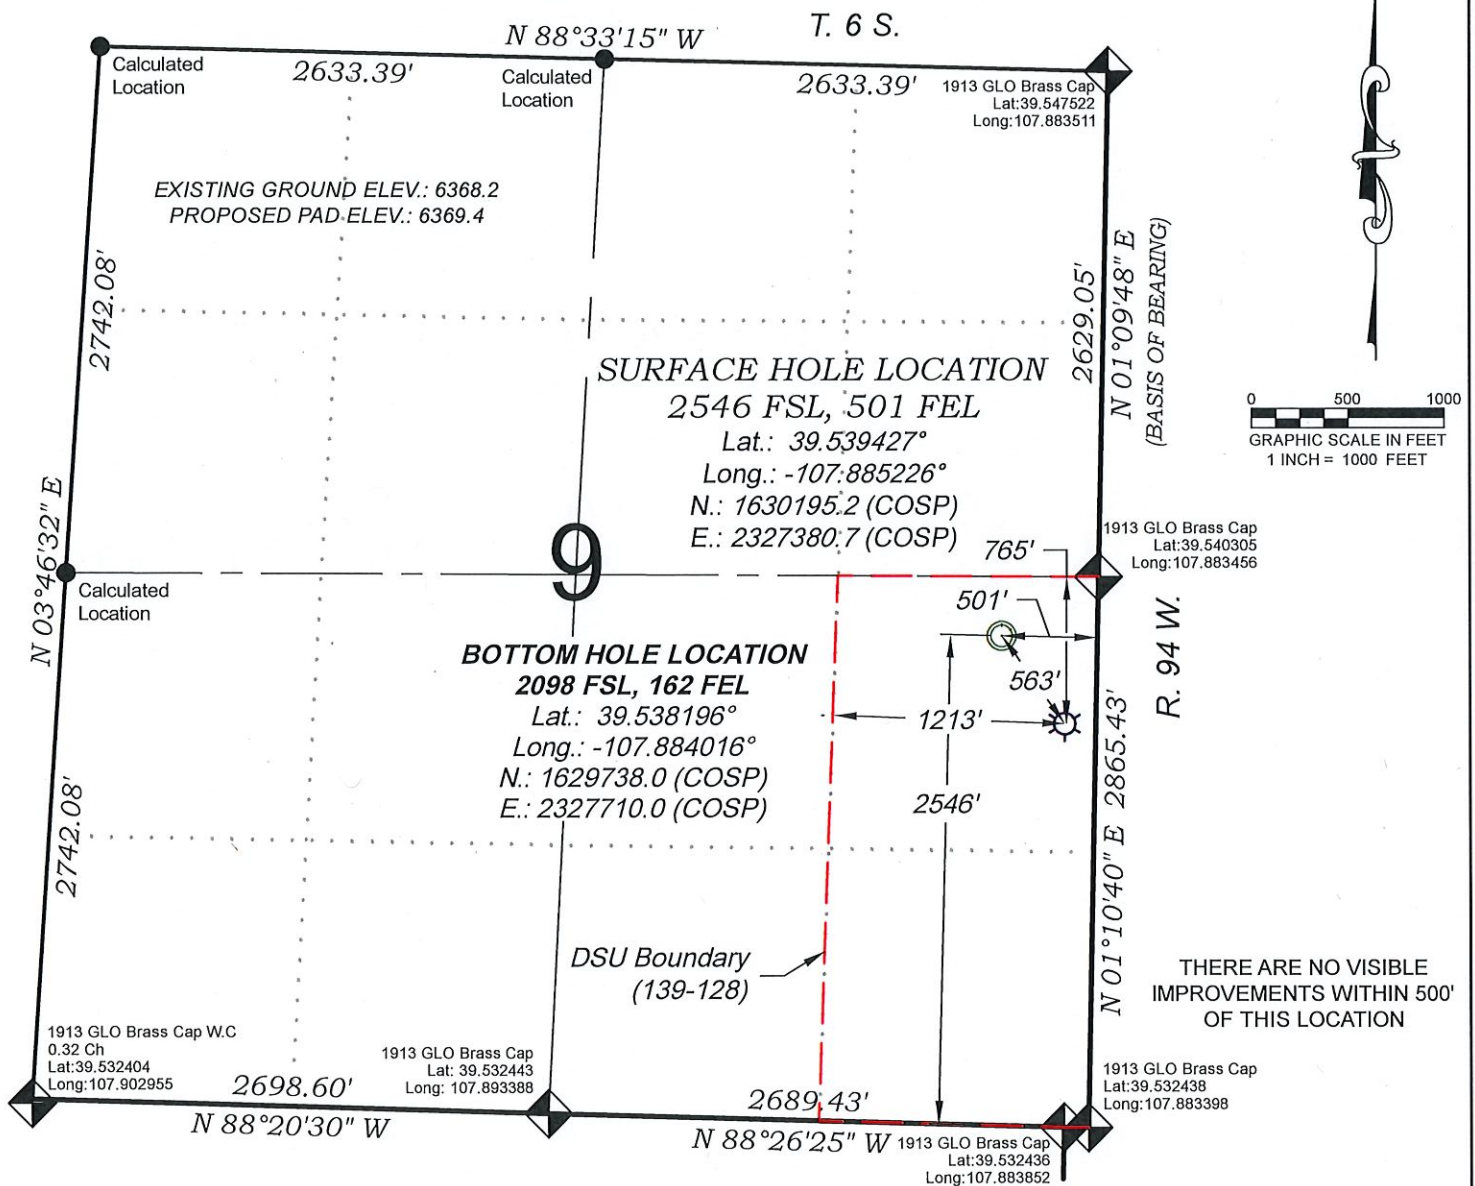 T. 6 S.
N 88°33'15" W
Calculated
Location
2633.39'
Calculated
Location
2633.39'
1913 GLO Brass Cap
Lat:39.547522
Long:107.883511
EXISTING GROUND ELEV.: 6368.2
PROPOSED PAD ELEV.: 6369.4
2742.08'
2629.05'
N 01°09'48" E
(BASIS OF BEARING)
SURFACE HOLE LOCATION
2546 FSL, 501 FEL
Lat.: 39.539427°
Long.: -107.885226°
N.: 1630195.2 (COSP)
E.: 2327380.7 (COSP)
0 500 1000
GRAPHIC SCALE IN FEET
1 INCH = 1000 FEET
N 03°46'32" E
9
765'
1913 GLO Brass Cap
Lat:39.540305
Long:107.883456
Calculated
Location
501'
R. 94 W.
BOTTOM HOLE LOCATION
2098 FSL, 162 FEL
Lat.: 39.538196°
Long.: -107.884016°
N.: 1629738.0 (COSP)
E.: 2327710.0 (COSP)
563'
1213'
2546'
2742.08'
N 01°10'40" E 2865.43'
DSU Boundary
(139-128)
THERE ARE NO VISIBLE
IMPROVEMENTS WITHIN 500'
OF THIS LOCATION
1913 GLO Brass Cap W.C
0.32 Ch
Lat:39.532404
Long:107.902955
2698.60'
N 88°20'30" W
1913 GLO Brass Cap
Lat: 39.532443
Long: 107.893388
2689.43'
N 88°26'25" W
1913 GLO Brass Cap
Lat:39.532436
Long:107.883852
1913 GLO Brass Cap
Lat:39.532438
Long:107.883398